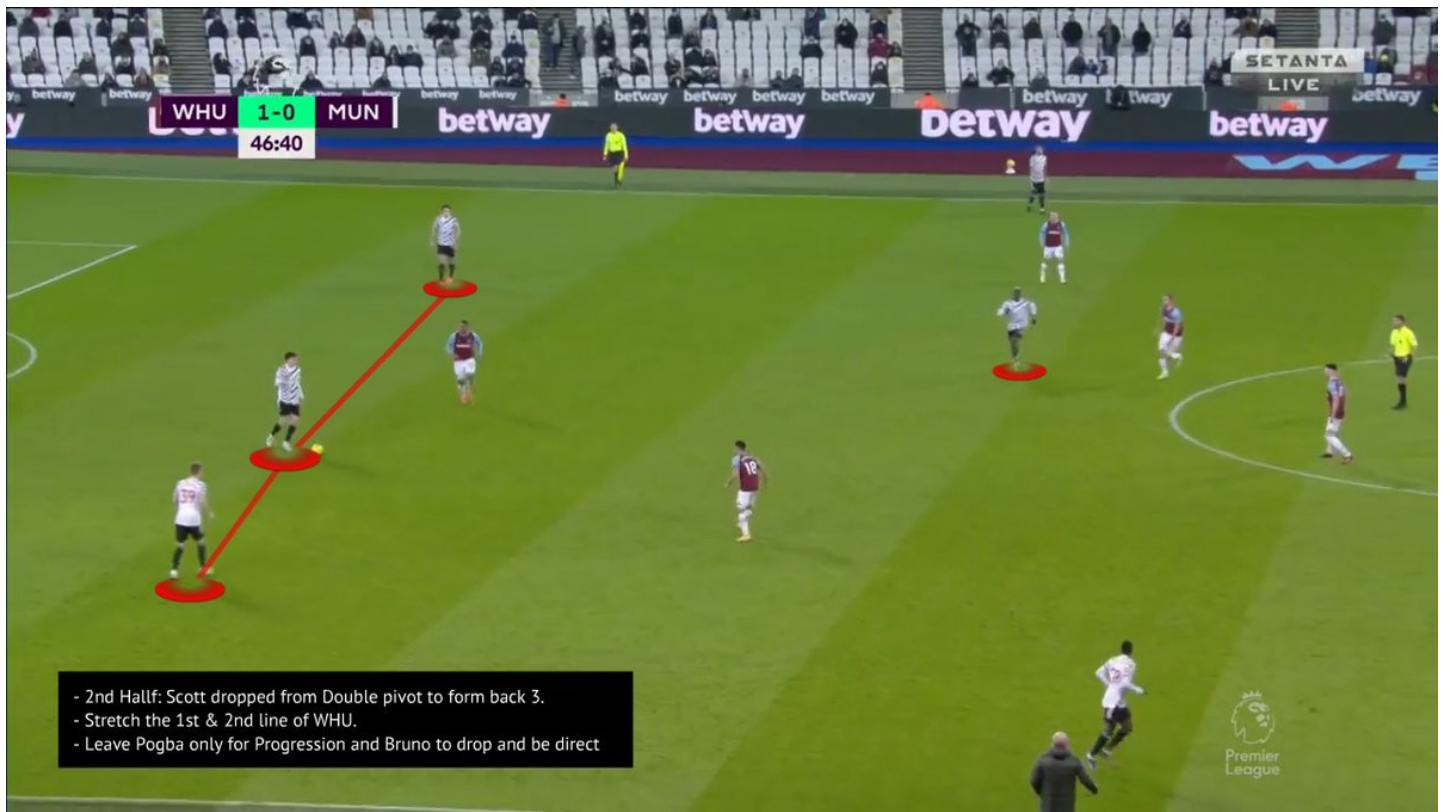 betway betway betway betway betway betway betway betway betway
SETANTA
LIVE
WHU 1-0 MUN
46:40
betway betway betway betway
18
39
- 2nd Hallf: Scott dropped from Double pivot to form back 3.
- Stretch the 1st & 2nd line of WHU.
- Leave Pogba only for Progression and Bruno to drop and be direct
Premier
League